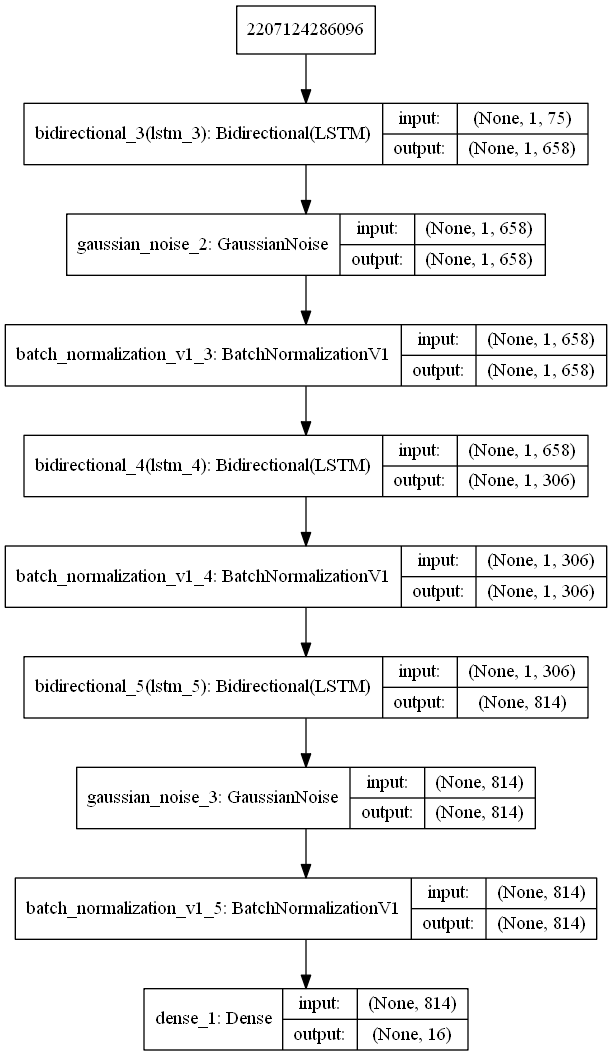 2207124286096
bidirectional_3(lstm_3): Bidirectional(LSTM) input: (None, 1, 75)
output: (None, 1, 658)
gaussian_noise_2: GaussianNoise input: (None, 1, 658)
output: (None, 1, 658)
batch_normalization_v1_3: BatchNormalizationV1 input: (None, 1, 658)
output: (None, 1, 658)
bidirectional_4(lstm_4): Bidirectional(LSTM) input: (None, 1, 658)
output: (None, 1, 306)
batch_normalization_v1_4: BatchNormalizationV1 input: (None, 1, 306)
output: (None, 1, 306)
bidirectional_5(lstm_5): Bidirectional(LSTM) input: (None, 1, 306)
output: (None, 814)
gaussian_noise_3: GaussianNoise input: (None, 814)
output: (None, 814)
batch_normalization_v1_5: BatchNormalizationV1 input: (None, 814)
output: (None, 814)
dense_1: Dense input: (None, 814)
output: (None, 16)